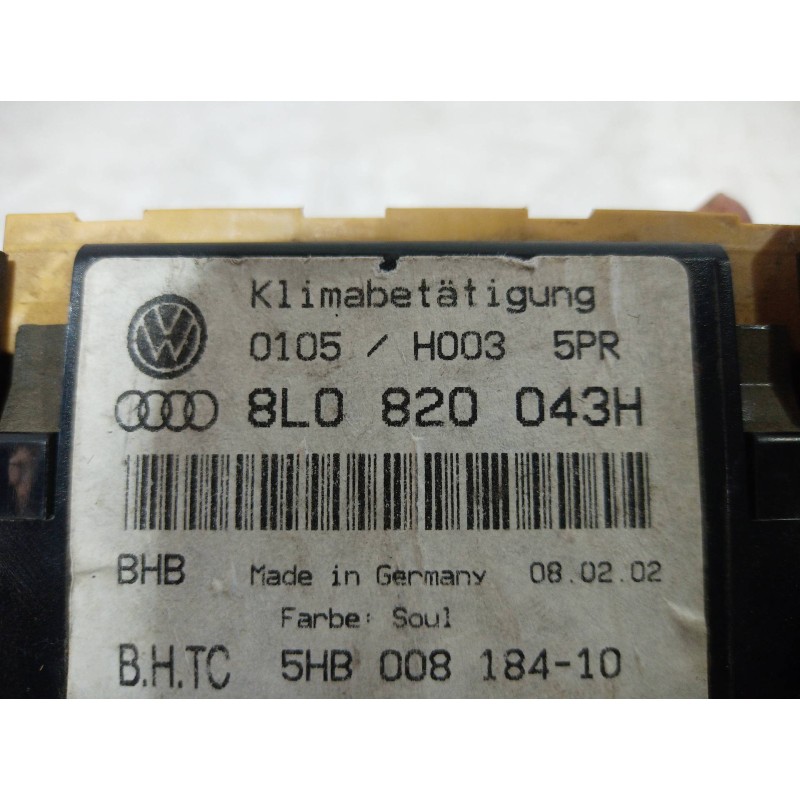 Klimabetätigung
0105 / H003 5PR
8L0 820 043H
BHB Made in Germany 08.02.02
Farbe: Soul
B.H.TC 5HB 008 184-10